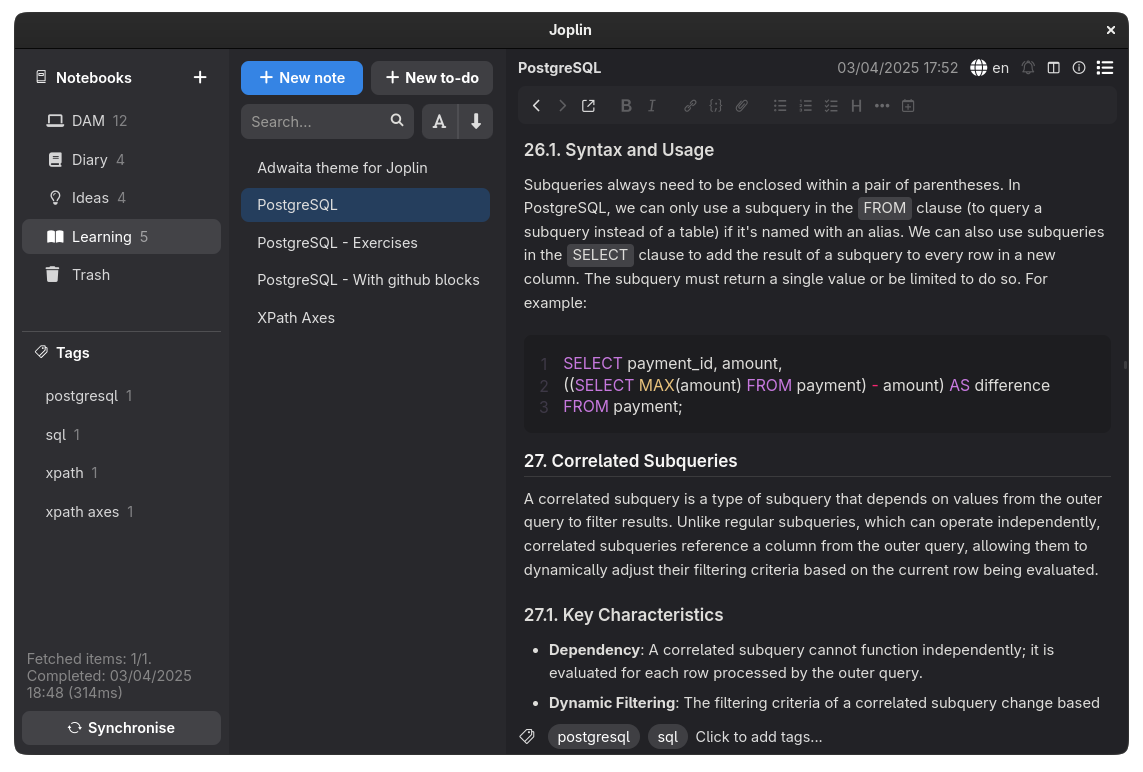 Joplin
Notebooks
DAM 12
Diary 4
Ideas 4
Learning 5
Trash
Tags
postgresql 1
sql 1
xpath 1
xpath axes 1
Fetched items: 1/1.
Completed: 03/04/2025
18:48 (314ms)
Synchronise
New note
New to-do
Search...
A
Adwaita theme for Joplin
PostgreSQL
PostgreSQL - Exercises
PostgreSQL - With github blocks
XPath Axes
PostgreSQL
03/04/2025 17:52
en
B I {;} H
26.1. Syntax and Usage
Subqueries always need to be enclosed within a pair of parentheses. In
PostgreSQL, we can only use a subquery in the FROM clause (to query a
subquery instead of a table) if it's named with an alias. We can also use subqueries
in the SELECT clause to add the result of a subquery to every row in a new
column. The subquery must return a single value or be limited to do so. For
example:
1 SELECT payment_id, amount,
2 ((SELECT MAX(amount) FROM payment) - amount) AS difference
3 FROM payment;
27. Correlated Subqueries
A correlated subquery is a type of subquery that depends on values from the outer
query to filter results. Unlike regular subqueries, which can operate independently,
correlated subqueries reference a column from the outer query, allowing them to
dynamically adjust their filtering criteria based on the current row being evaluated.
27.1. Key Characteristics
• Dependency: A correlated subquery cannot function independently; it is
evaluated for each row processed by the outer query.
• Dynamic Filtering: The filtering criteria of a correlated subquery change based
postgresql
sql
Click to add tags...